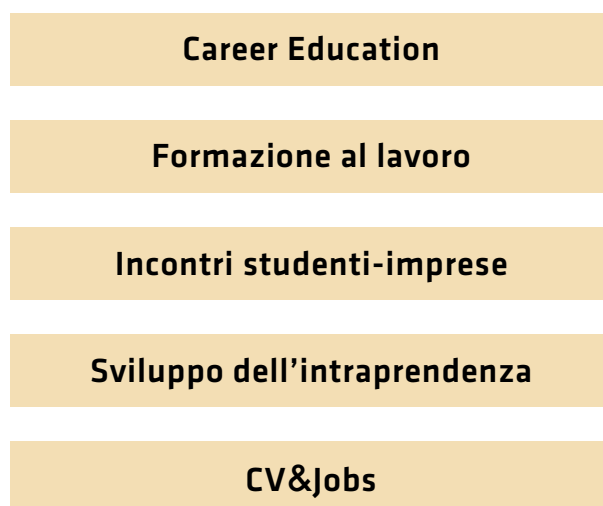 Career Education
Formazione al lavoro
Incontri studenti-imprese
Sviluppo dell’intraprendenza
CV&Jobs